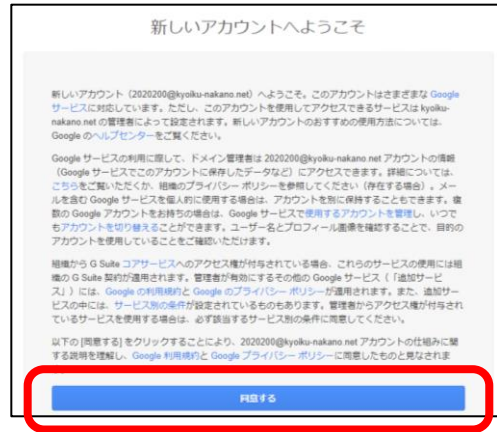 新しいアカウントへようこそ
新しいアカウント（2020200@kyoiku-nakano.net）へようこそ。このアカウントはさまざまな Google
サービスに対応しています。ただし、このアカウントを使用してアクセスできるサービスは kyoiku-
nakano.net の管理者によって設定されます。新しいアカウントのおすすめの使用方法については、
Google のヘルプセンターをご覧ください。
Google サービスの利用に際して、ドメイン管理者は 2020200@kyoiku-nakano.net アカウントの情報
（Google サービスでこのアカウントに保存したデータなど）にアクセスできます。詳細については、
こちらをご覧いただくか、組織のプライバシー ポリシーを参照してください（存在する場合）。メー
ルを含む Google サービスを個人的に使用する場合は、アカウントを別に保持することもできます。複
数の Google アカウントをお持ちの場合は、Google サービスで使用するアカウントを管理し、いつで
もアカウントを切り替えることができます。ユーザー名とプロフィール画像を確認することで、目的の
アカウントを使用していることをご確認いただけます。
組織から G Suite コアサービスへのアクセス権が付与されている場合、これらのサービスの使用には組
織の G Suite 契約が適用されます。管理者が有効にするその他の Google サービス（「追加サービ
ス」）には、Google の利用規約と Google のプライバシー ポリシーが適用されます。また、追加サー
ビスの中には、サービス別の条件が設定されているものもあります。管理者からアクセス権が付与され
ているサービスを使用する場合は、必ず該当するサービス別の条件に同意してください。
以下の [同意する] をクリックすることにより、2020200@kyoiku-nakano.net アカウントの仕組みに関
する説明を理解し、Google 利用規約と Google プライバシー ポリシーに同意したものと見なされま
同意する